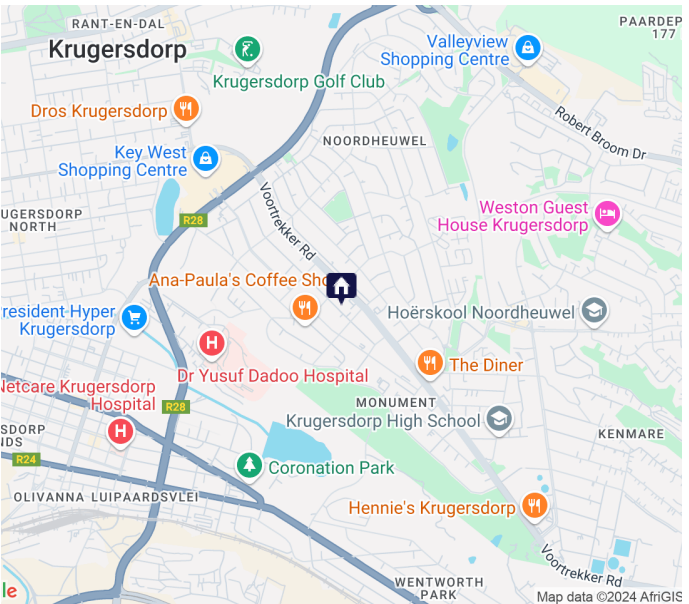 RANT-EN-DAL
PAARDEP
177
Krugersdorp
Valleyview
Shopping Centre
Krugersdorp Golf Club
Dros Krugersdorp
Robert Broom Dr
NOORDHEUWEL
Key West
Shopping Centre
Voortrekker Rd
UGERSDORP
NORTH
R28
Weston Guest
House Krugersdorp
Ana-Paula's Coffee Sho
resident Hyper
Krugersdorp
Hoërskool Noordheuwel
H
Dr Yusuf Dadoo Hospital
The Diner
Netcare Krugersdorp
Hospital
R28
MONUMENT
Krugersdorp High School
H
SDORP
NDS
KENMARE
R24
Coronation Park
OLIVANNA
LUIPAARDSVLEI
Hennie's Krugersdorp
Voortrekker Rd
WENTWORTH
PARK
le
Map data ©2024 AfriGIS